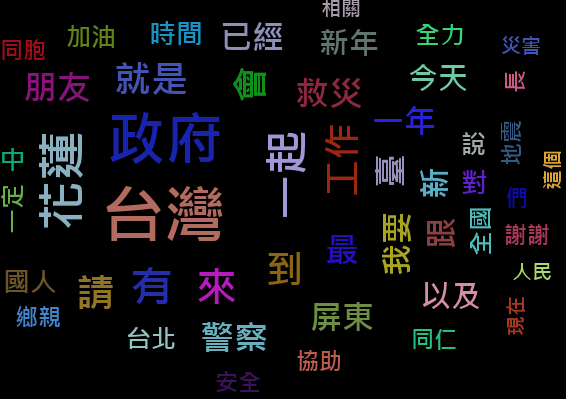 相關
加油
時間
已經
新年
全力
災害
同胞
朋友
就是
會
救災
今天
長
政府
一年
中
花蓮
一起
工作
臺
說
地震
新
對
這個
們
一定
台灣
到
最
我要
跟
全國
謝謝
國人
請
有
來
以及
人民
鄉親
台北
警察
屏東
同仁
現在
協助
安全